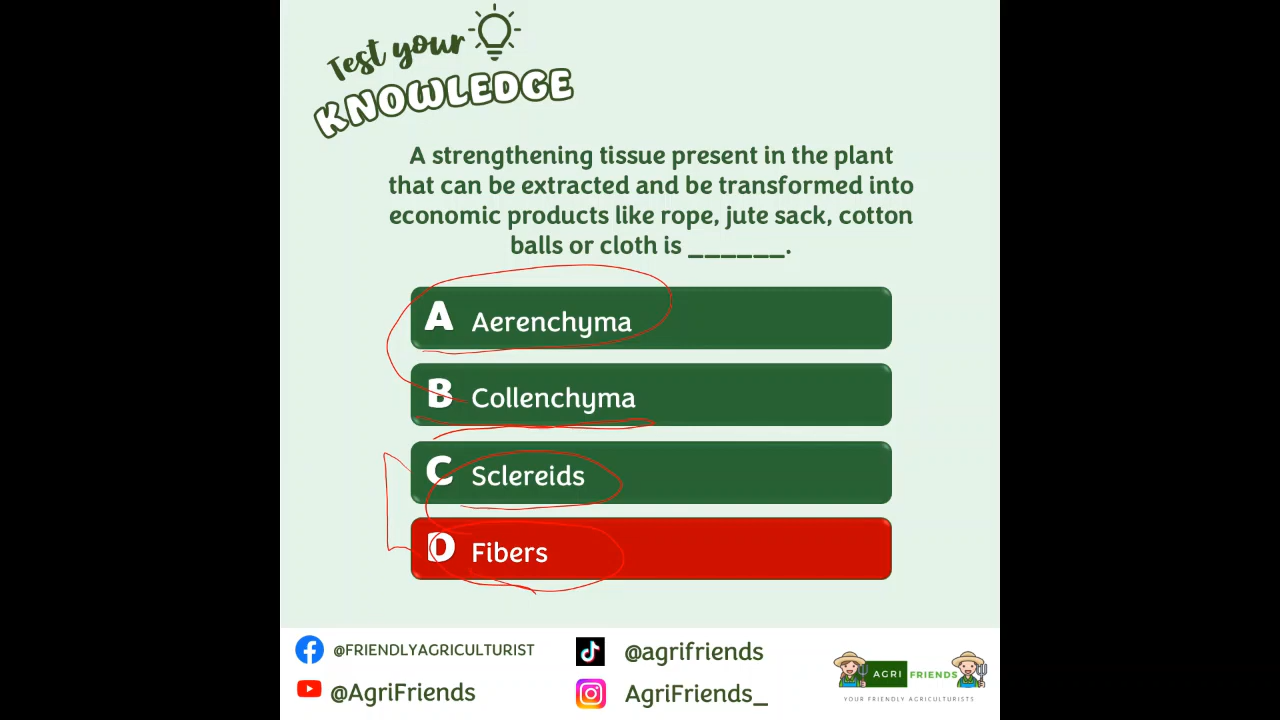 Test your
KNOWLEDGE
A strengthening tissue present in the plant
that can be extracted and be transformed into
economic products like rope, jute sack, cotton
balls or cloth is ______.
A Aerenchyma
B Collenchyma
C Sclereids
D Fibers
@FRIENDLYAGRICULTURIST
@agrifriends
@AgriFriends
AgriFriends_
AGRI FRIENDS
YOUR FRIENDLY AGRICULTURISTS